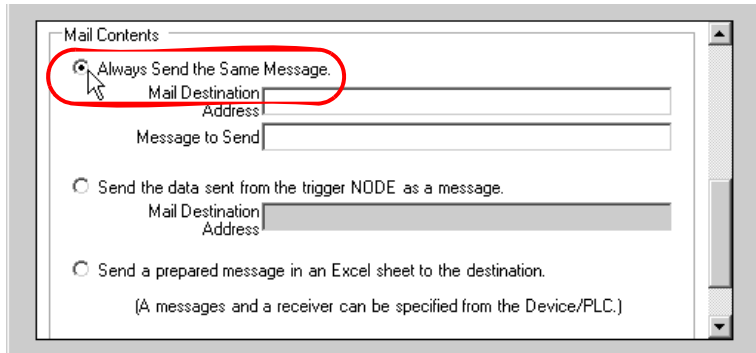 Mail Contents
Always Send the Same Message.
Mail Destination
Address
Message to Send
Send the data sent from the trigger NODE as a message.
Mail Destination
Address
Send a prepared message in an Excel sheet to the destination.
(A messages and a receiver can be specified from the Device/PLC.)